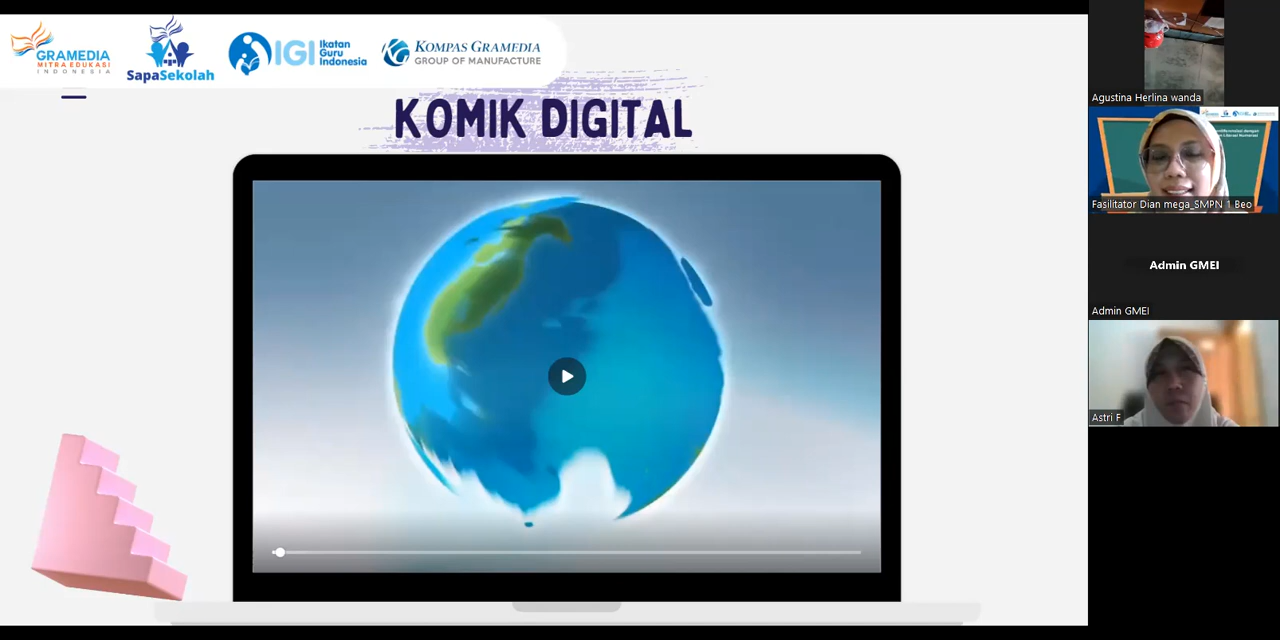 GRAMEDIA
MITRA EDUKASI
INDONESIA
SapaSekolah
IGI Ikatan
Guru
Indonesia
KOMPAS GRAMEDIA
GROUP OF MANUFACTURE
KOMIK DIGITAL
Agustina Herlina wanda
Fasilitator Dian mega_SMPN 1 Beo
Admin GMEI
Admin GMEI
Astri F